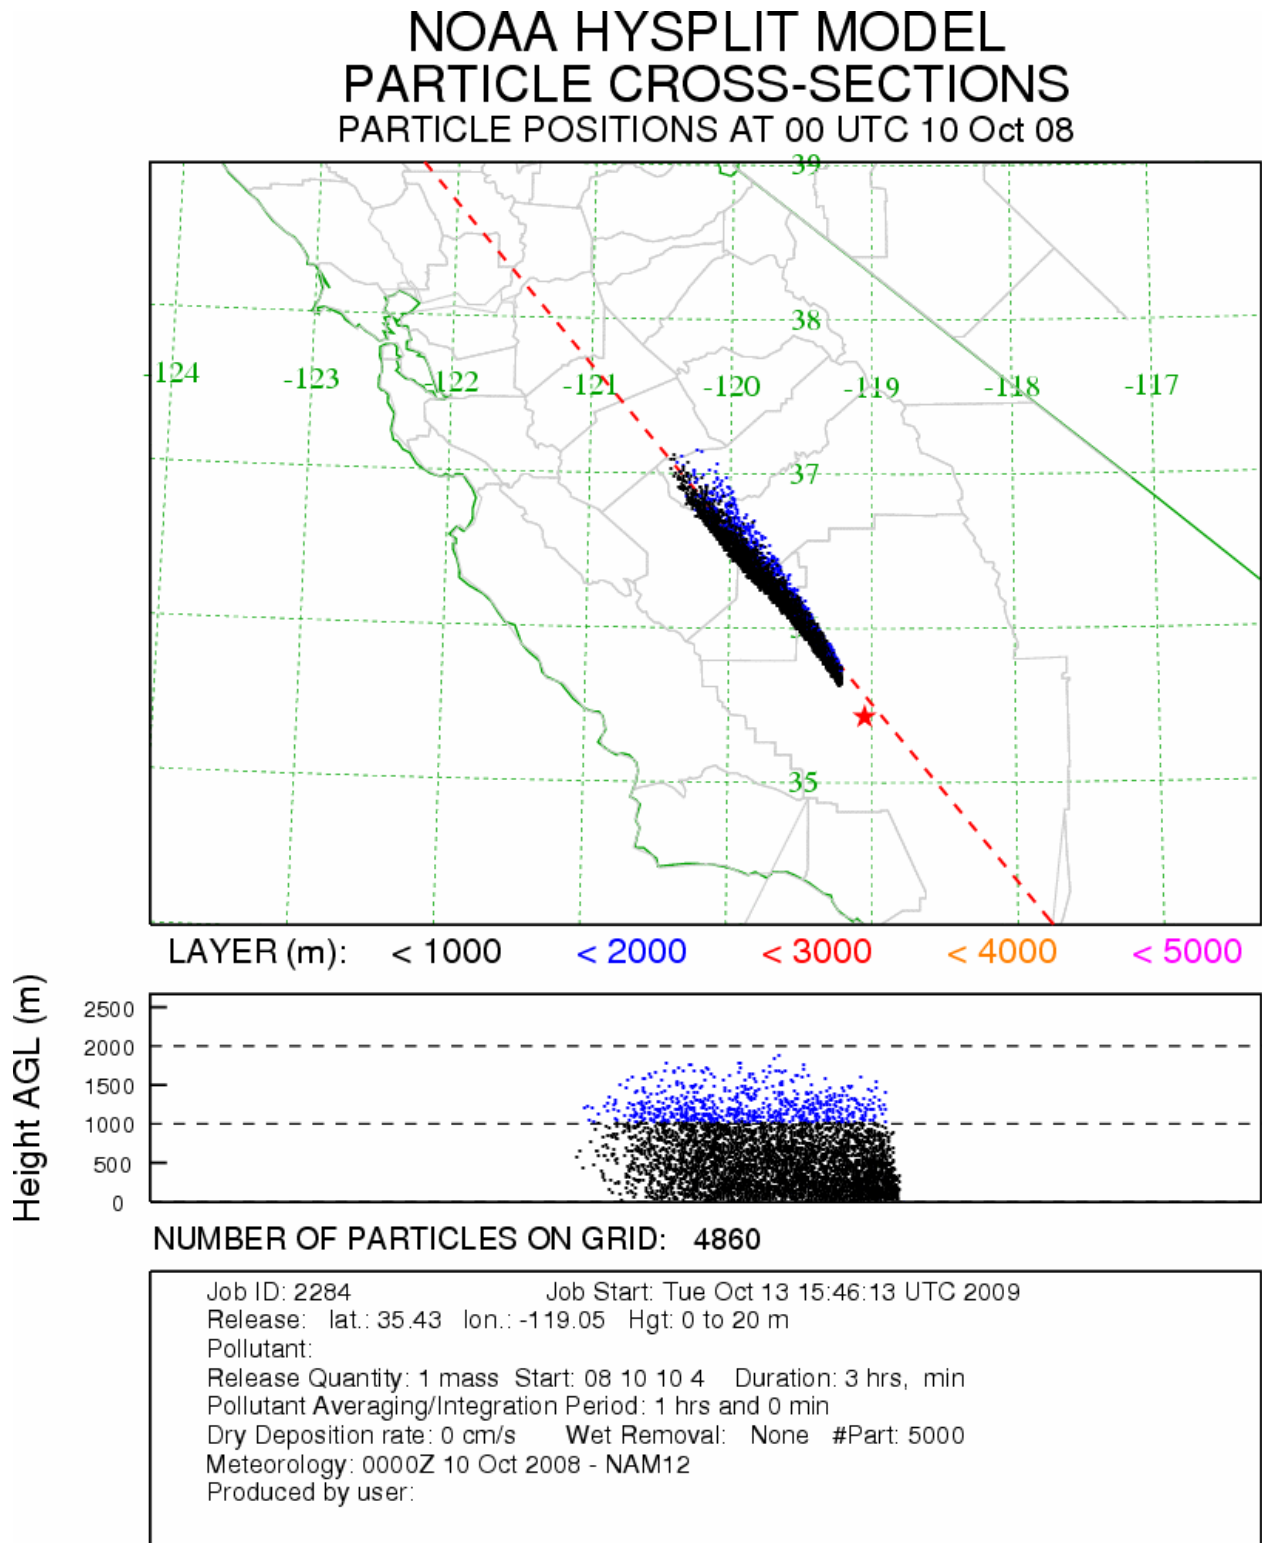 NOAA HYSPLIT MODEL
PARTICLE CROSS-SECTIONS
PARTICLE POSITIONS AT 00 UTC 10 Oct 08
39
38
-124 -123 -122 -121 -120 -119 -118 -117
37
35
LAYER (m): < 1000 < 2000 < 3000 < 4000 < 5000
Height AGL (m)
2500
2000
1500
1000
500
0
NUMBER OF PARTICLES ON GRID: 4860
Job ID: 2284 Job Start: Tue Oct 13 15:46:13 UTC 2009
Release: lat.: 35.43 lon.: -119.05 Hgt: 0 to 20 m
Pollutant:
Release Quantity: 1 mass Start: 08 10 10 4 Duration: 3 hrs, min
Pollutant Averaging/Integration Period: 1 hrs and 0 min
Dry Deposition rate: 0 cm/s Wet Removal: None #Part: 5000
Meteorology: 0000Z 10 Oct 2008 - NAM12
Produced by user: